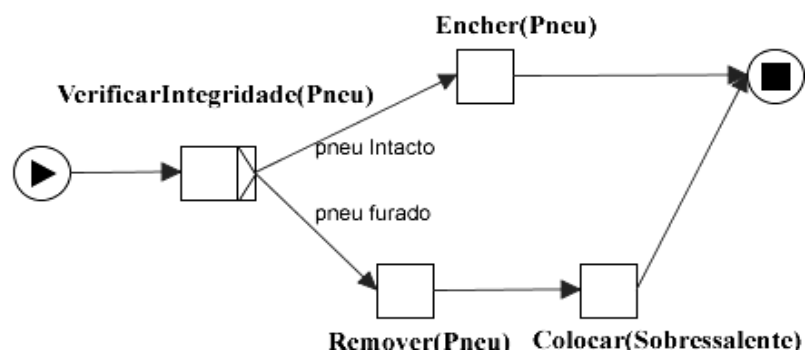 Encher(Pneu)
VerificarIntegridade(Pneu)
pneu Intacto
pneu furado
Remover(Pneu)
Colocar(Sobressalente)